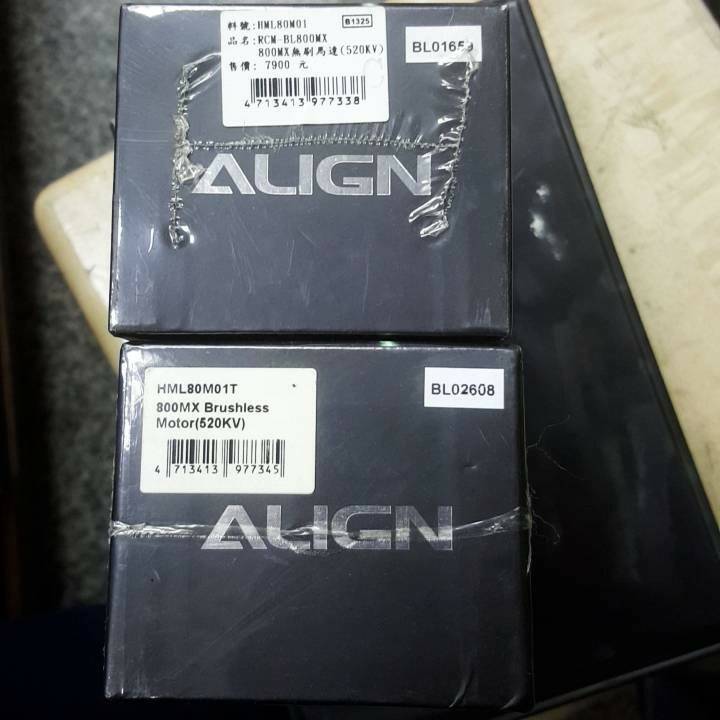 料號:HML80M01 B1325
品名:RCM-BL800MX
800MX無刷馬達(520KV)
售價: 7900 元
4 713413 977338
BL01659
ALIGN
HML80M01T
800MX Brushless
Motor(520KV)
4 713413 977345
BL02608
ALIGN